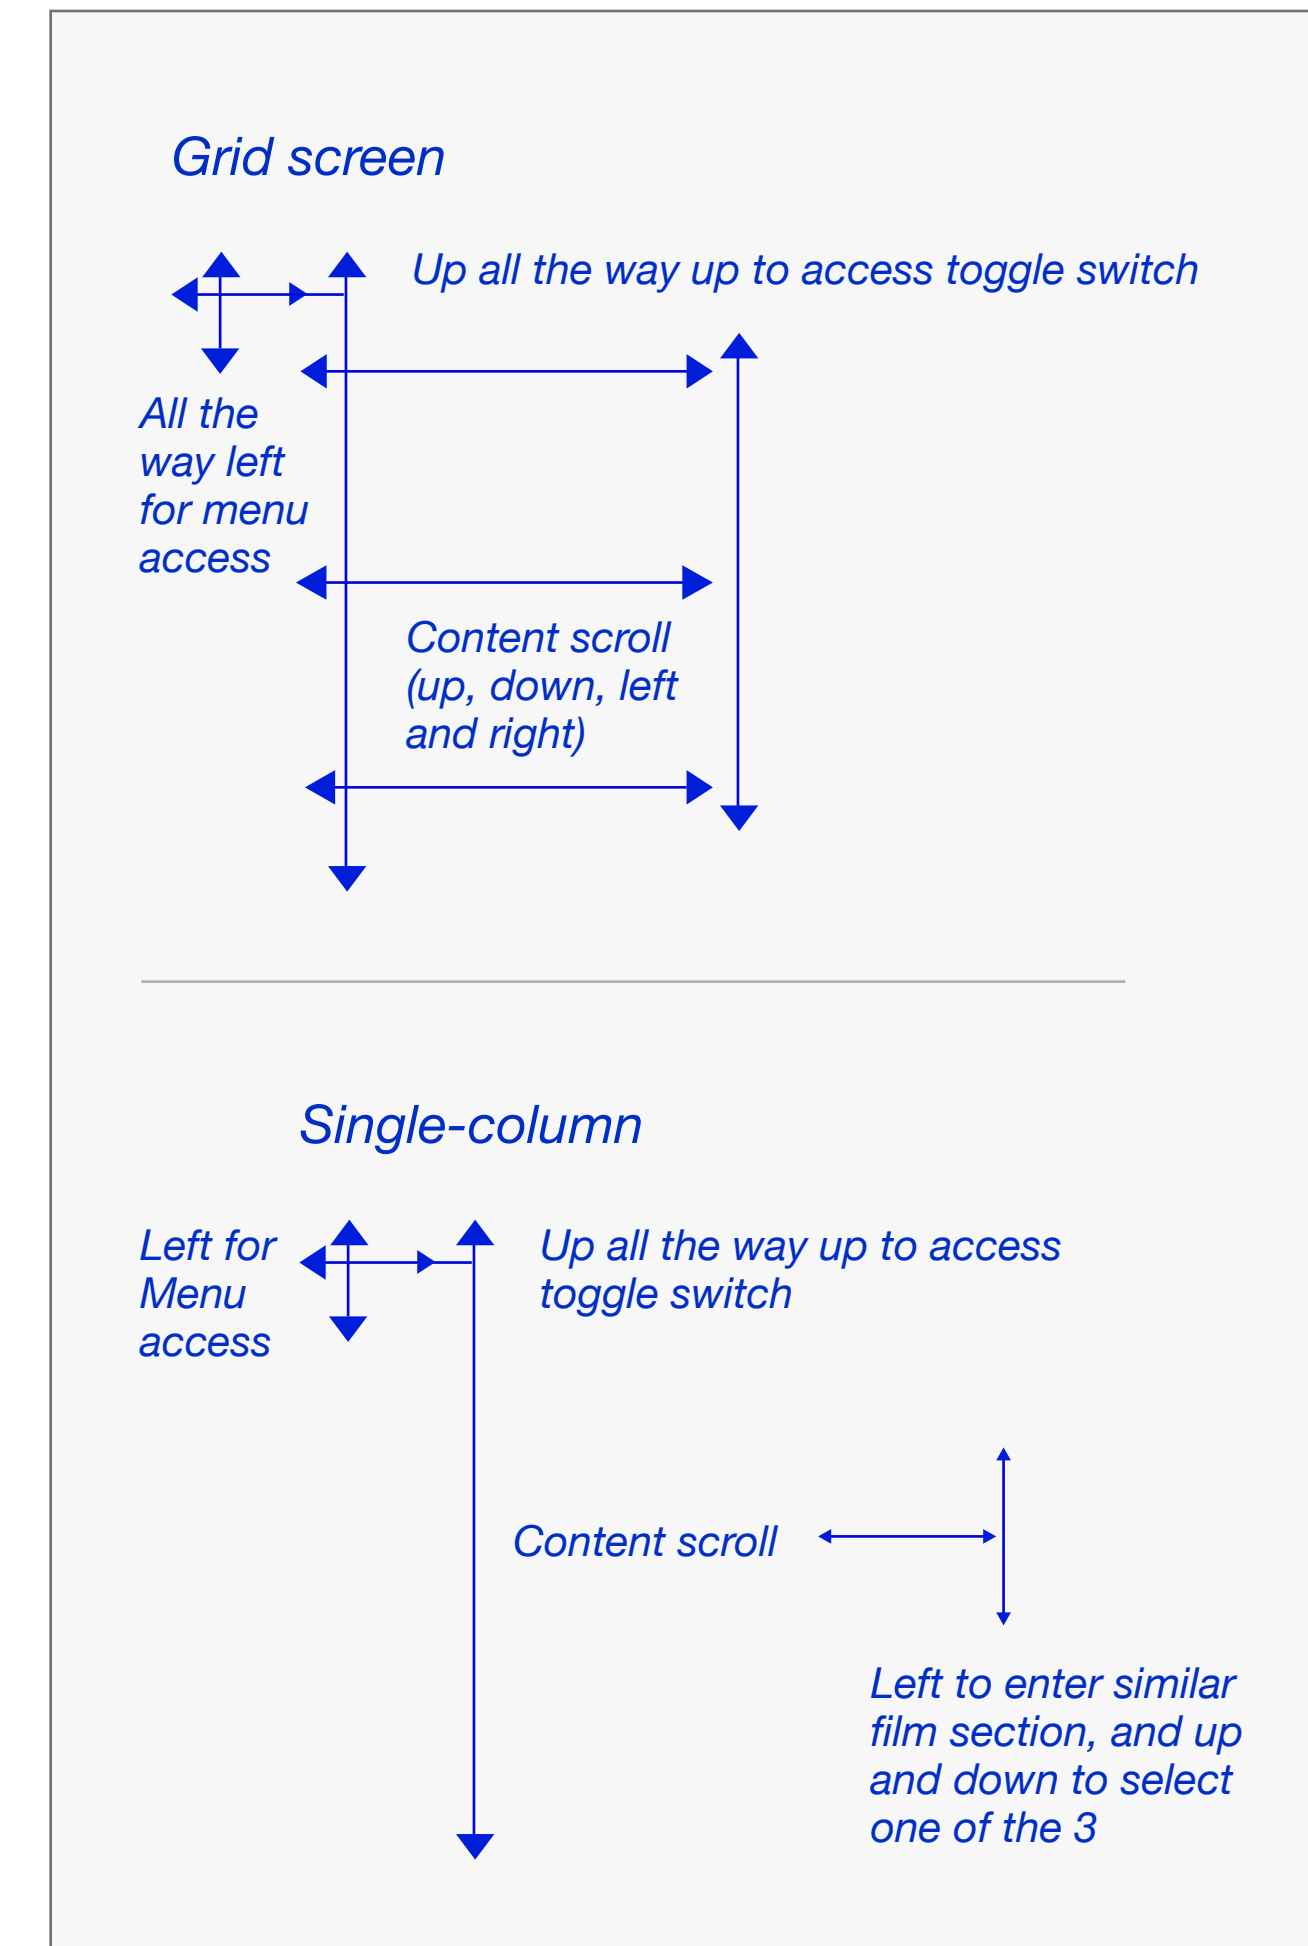 Grid screen
Up all the way up to access toggle switch
All the
way left
for menu
access
Content scroll
(up, down, left
and right)
Single-column
Left for
Menu
access
Up all the way up to access
toggle switch
Content scroll
Left to enter similar
film section, and up
and down to select
one of the 3